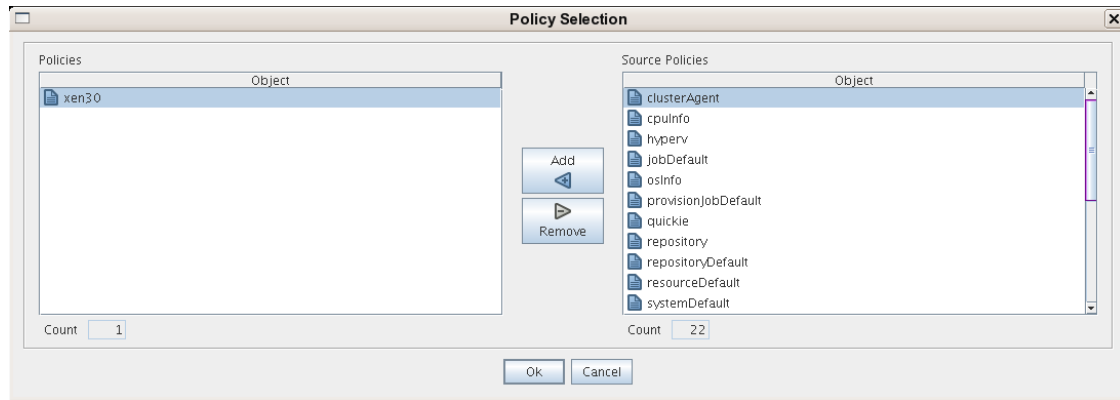 Policy Selection
Policies
Object
xen30
Count 1
Add
Remove
Source Policies
Object
clusterAgent
cpuInfo
hyperv
jobDefault
osInfo
provisionJobDefault
quickie
repository
repositoryDefault
resourceDefault
systemDefault
Count 22
Ok
Cancel